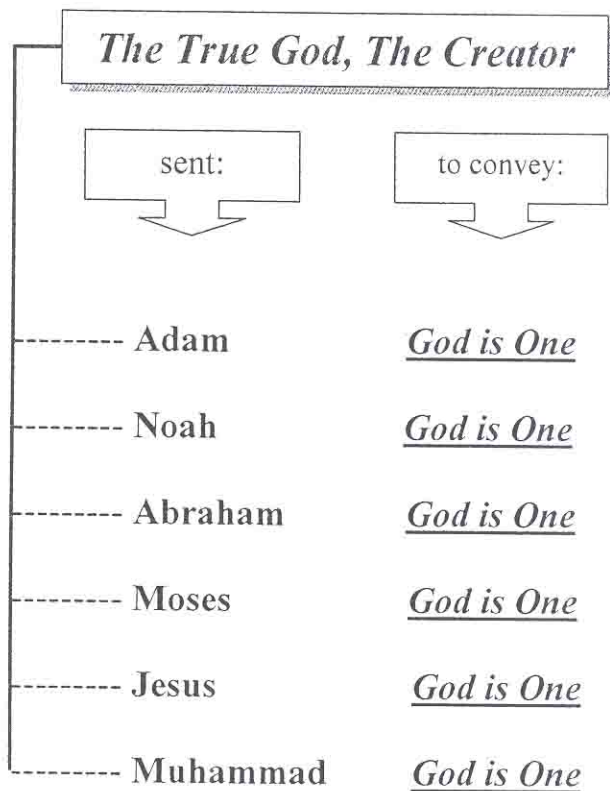 The True God, The Creator
sent: to convey:
Adam God is One
Noah God is One
Abraham God is One
Moses God is One
Jesus God is One
Muhammad God is One